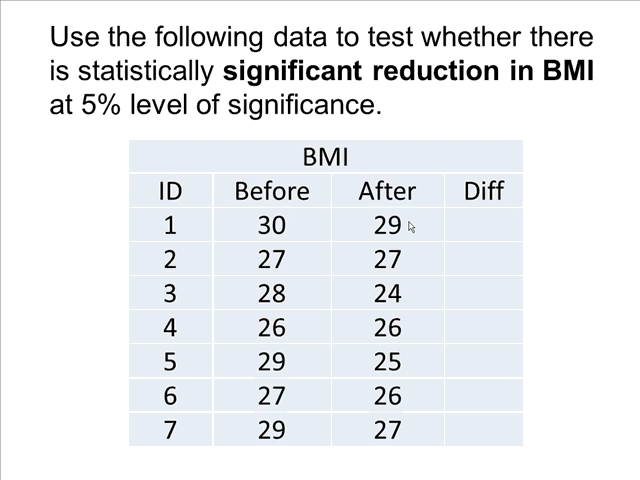 Use the following data to test whether there
is statistically significant reduction in BMI
at 5% level of significance.
BMI
ID Before After Diff
1 30 29
2 27 27
3 28 24
4 26 26
5 29 25
6 27 26
7 29 27